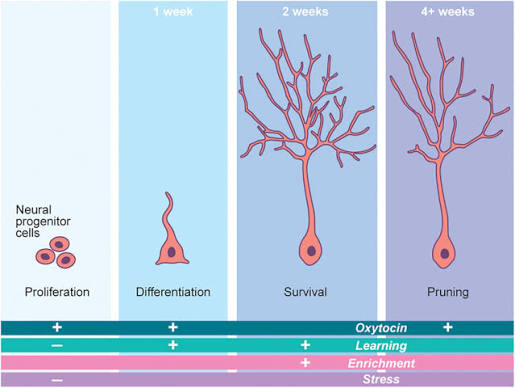 1 week
2 weeks
4+ weeks
Neural
progenitor
cells
Proliferation
Differentiation
Survival
Pruning
+ + Oxytocin +
– + + Learning
+ Enrichment
– Stress